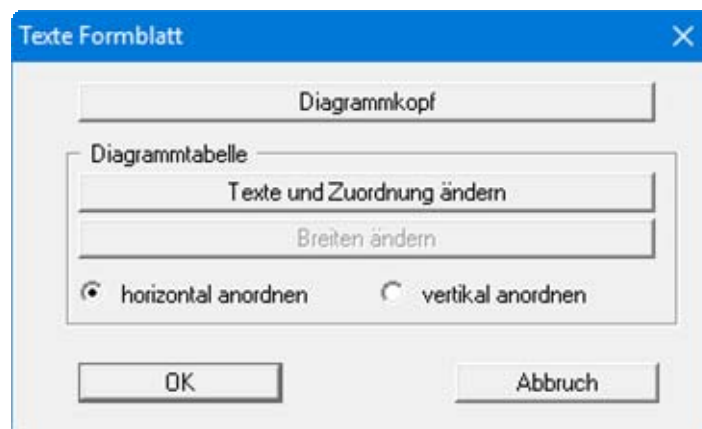 Texte Formblatt
Diagrammkopf
Diagrammtabelle
Texte und Zuordnung ändern
Breiten ändern
horizontal anordnen vertikal anordnen
OK Abbruch